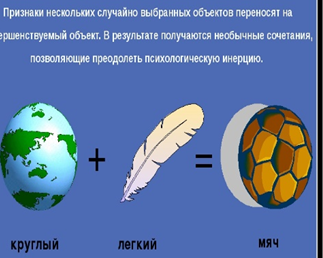 Признаки нескольких случайно выбранных объектов переносят на
ершенствуемый объект. В результате получаются необычные сочетания,
позволяющие преодолеть психологическую инерцию.
+ =
круглый легкий мяч